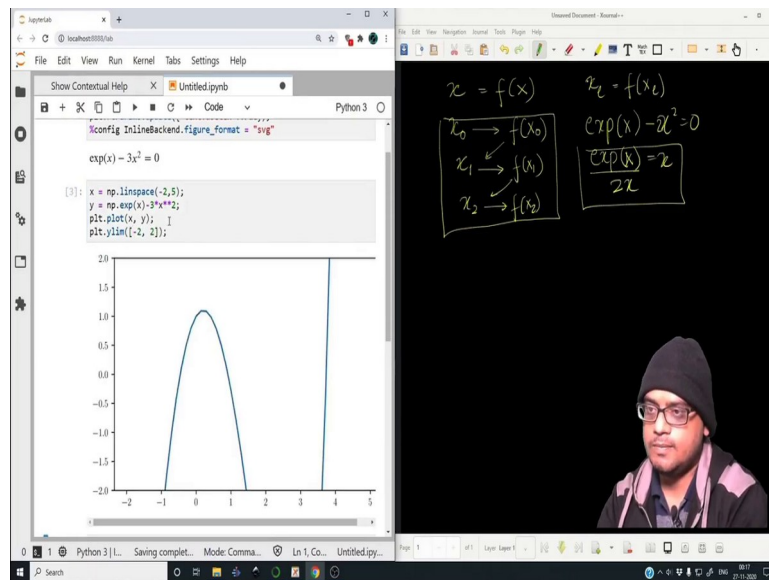 JupyterLab
localhost:8888/lab
File Edit View Run Kernel Tabs Settings Help
Show Contextual Help X Untitled.ipynb
Code Python 3
%config InlineBackend.figure_format = "svg"
exp(x) − 3x² = 0
[3]: x = np.linspace(-2,5);
y = np.exp(x)-3*x**2;
plt.plot(x, y);
plt.ylim([-2, 2]);
2.0
1.5
1.0
0.5
0.0
−0.5
−1.0
−1.5
−2.0
−2 −1 0 1 2 3 4 5
0 1 Python 3 | I... Saving complet... Mode: Comma... Ln 1, Co... Untitled.ipy...
Search
Unsaved Document - Xournal++
File Edit View Navigation Journal Tools Plugin Help
x = f(x)
x₀ → f(x₀)
x₁ → f(x₁)
x₂ → f(x₂)
exp(x) − 2x² = 0
exp(x) = x
2x
Page 1 of 1 Layer Layer 1
ENG 00:17
27-11-2020